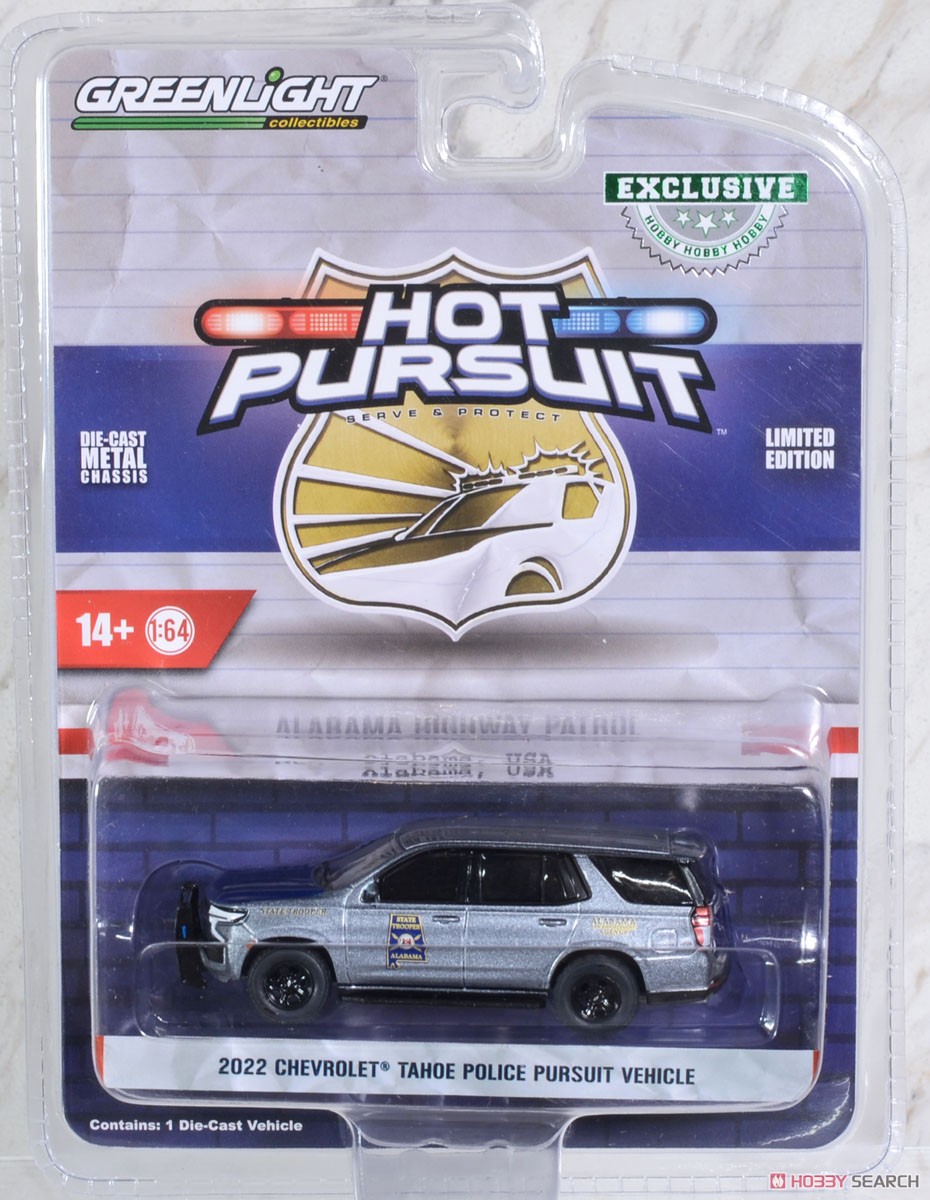 GREENLiGHT®
collectibles
EXCLUSIVE
HOBBY HOBBY HOBBY
HOT
PURSUIT™
SERVE & PROTECT
DIE-CAST
METAL
CHASSIS
LIMITED
EDITION
14+ 1:64
ALABAMA HIGHWAY PATROL
Alabama, USA
STATE TROOPER
STATE
TROOPER
ALABAMA
ALABAMA
2022 CHEVROLET® TAHOE POLICE PURSUIT VEHICLE
Contains: 1 Die-Cast Vehicle
HOBBY SEARCH